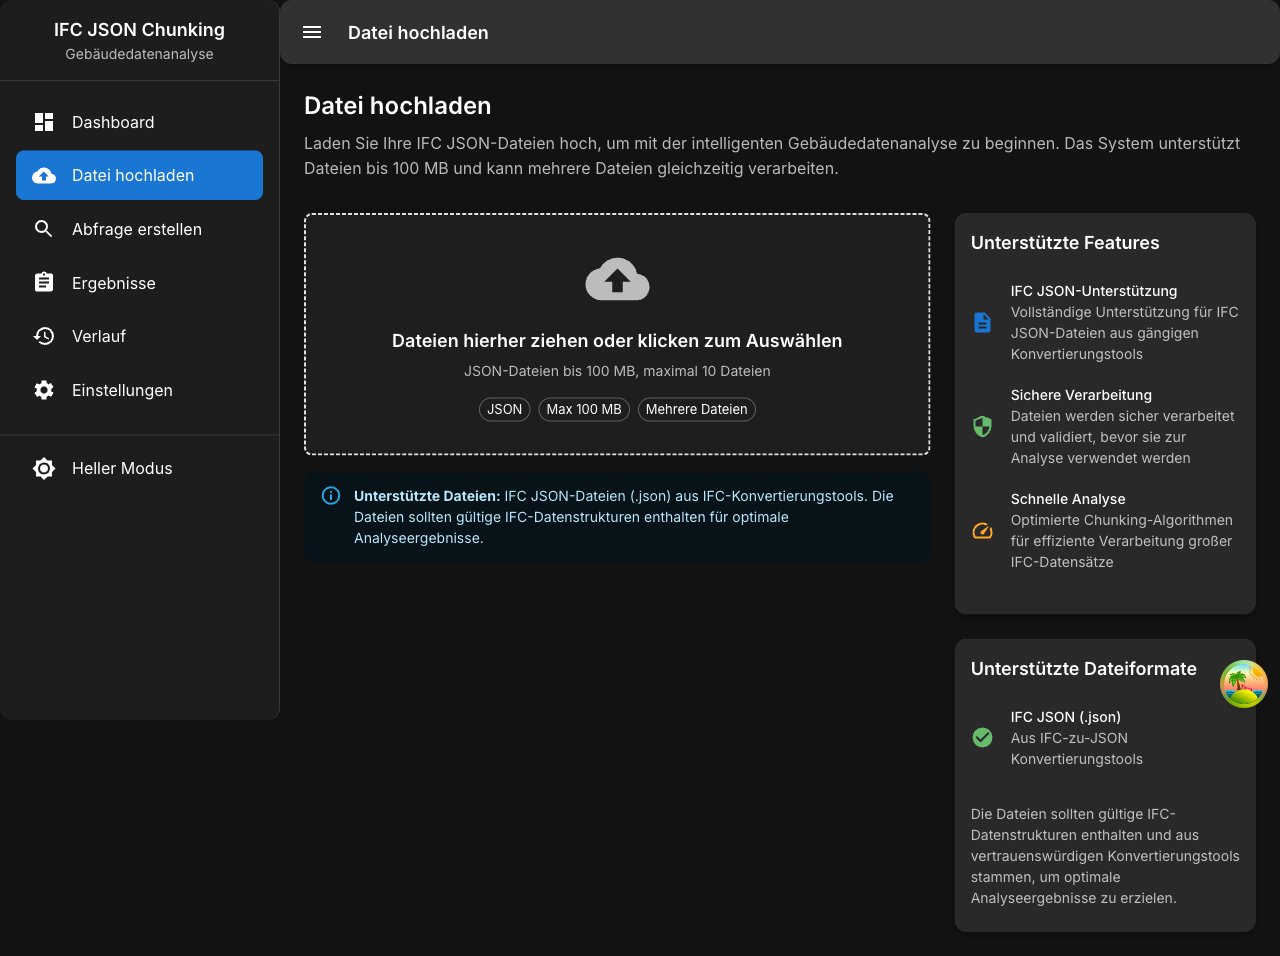 IFC JSON Chunking
Gebäudedatenanalyse
Dashboard
Datei hochladen
Abfrage erstellen
Ergebnisse
Verlauf
Einstellungen
Heller Modus
Datei hochladen
Datei hochladen
Laden Sie Ihre IFC JSON-Dateien hoch, um mit der intelligenten Gebäudedatenanalyse zu beginnen. Das System unterstützt
Dateien bis 100 MB und kann mehrere Dateien gleichzeitig verarbeiten.
Dateien hierher ziehen oder klicken zum Auswählen
JSON-Dateien bis 100 MB, maximal 10 Dateien
JSON Max 100 MB Mehrere Dateien
Unterstützte Dateien: IFC JSON-Dateien (.json) aus IFC-Konvertierungstools. Die
Dateien sollten gültige IFC-Datenstrukturen enthalten für optimale
Analyseergebnisse.
Unterstützte Features
IFC JSON-Unterstützung
Vollständige Unterstützung für IFC
JSON-Dateien aus gängigen
Konvertierungstools
Sichere Verarbeitung
Dateien werden sicher verarbeitet
und validiert, bevor sie zur
Analyse verwendet werden
Schnelle Analyse
Optimierte Chunking-Algorithmen
für effiziente Verarbeitung großer
IFC-Datensätze
Unterstützte Dateiformate
IFC JSON (.json)
Aus IFC-zu-JSON
Konvertierungstools
Die Dateien sollten gültige IFC-
Datenstrukturen enthalten und aus
vertrauenswürdigen Konvertierungstools
stammen, um optimale
Analyseergebnisse zu erzielen.